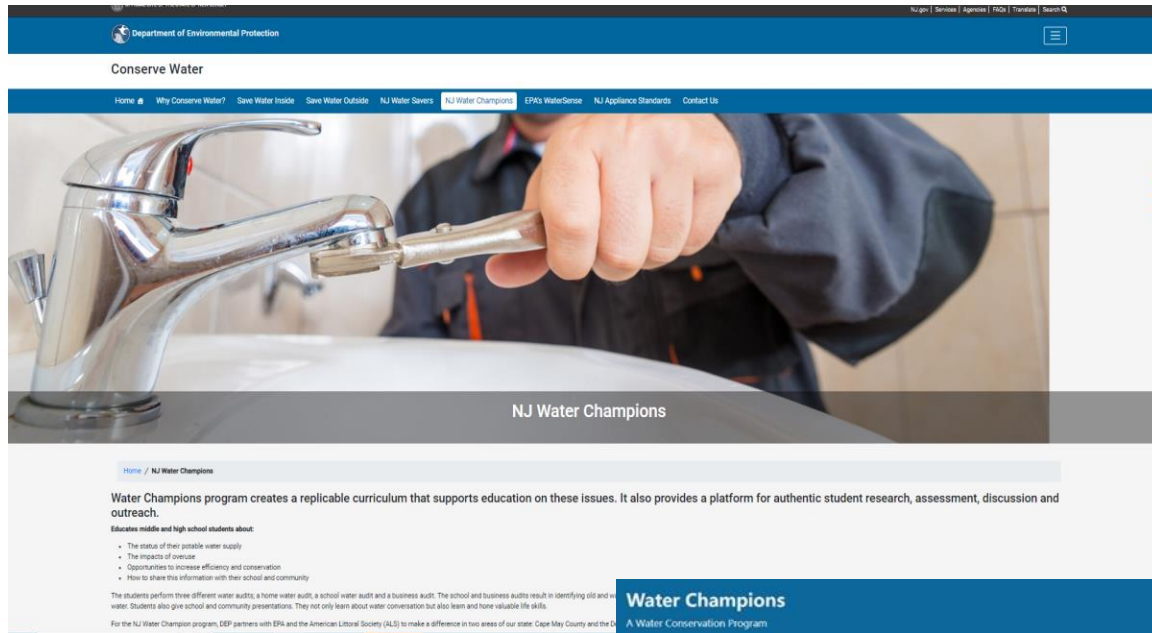 NJ.gov | Services | Agencies | FAQs | Translate | Search
Department of Environmental Protection
Conserve Water
Home Why Conserve Water? Save Water Inside Save Water Outside NJ Water Savers NJ Water Champions EPA's WaterSense NJ Appliance Standards Contact Us
NJ Water Champions
Home / NJ Water Champions
Water Champions program creates a replicable curriculum that supports education on these issues. It also provides a platform for authentic student research, assessment, discussion and
outreach.
Educates middle and high school students about:
• The status of their potable water supply
• The impacts of overuse
• Opportunities to increase efficiency and conservation
• How to share this information with their school and community
The students perform three different water audits; a home water audit, a school water audit and a business audit. The school and business audits result in identifying old and
water. Students also give school and community presentations. They not only learn about water conversation but also learn and hone valuable life skills.
For the NJ Water Champion program, DEP partners with EPA and the American Littoral Society (ALS) to make a difference in two areas of our state: Cape May County and the
Water Champions
A Water Conservation Program